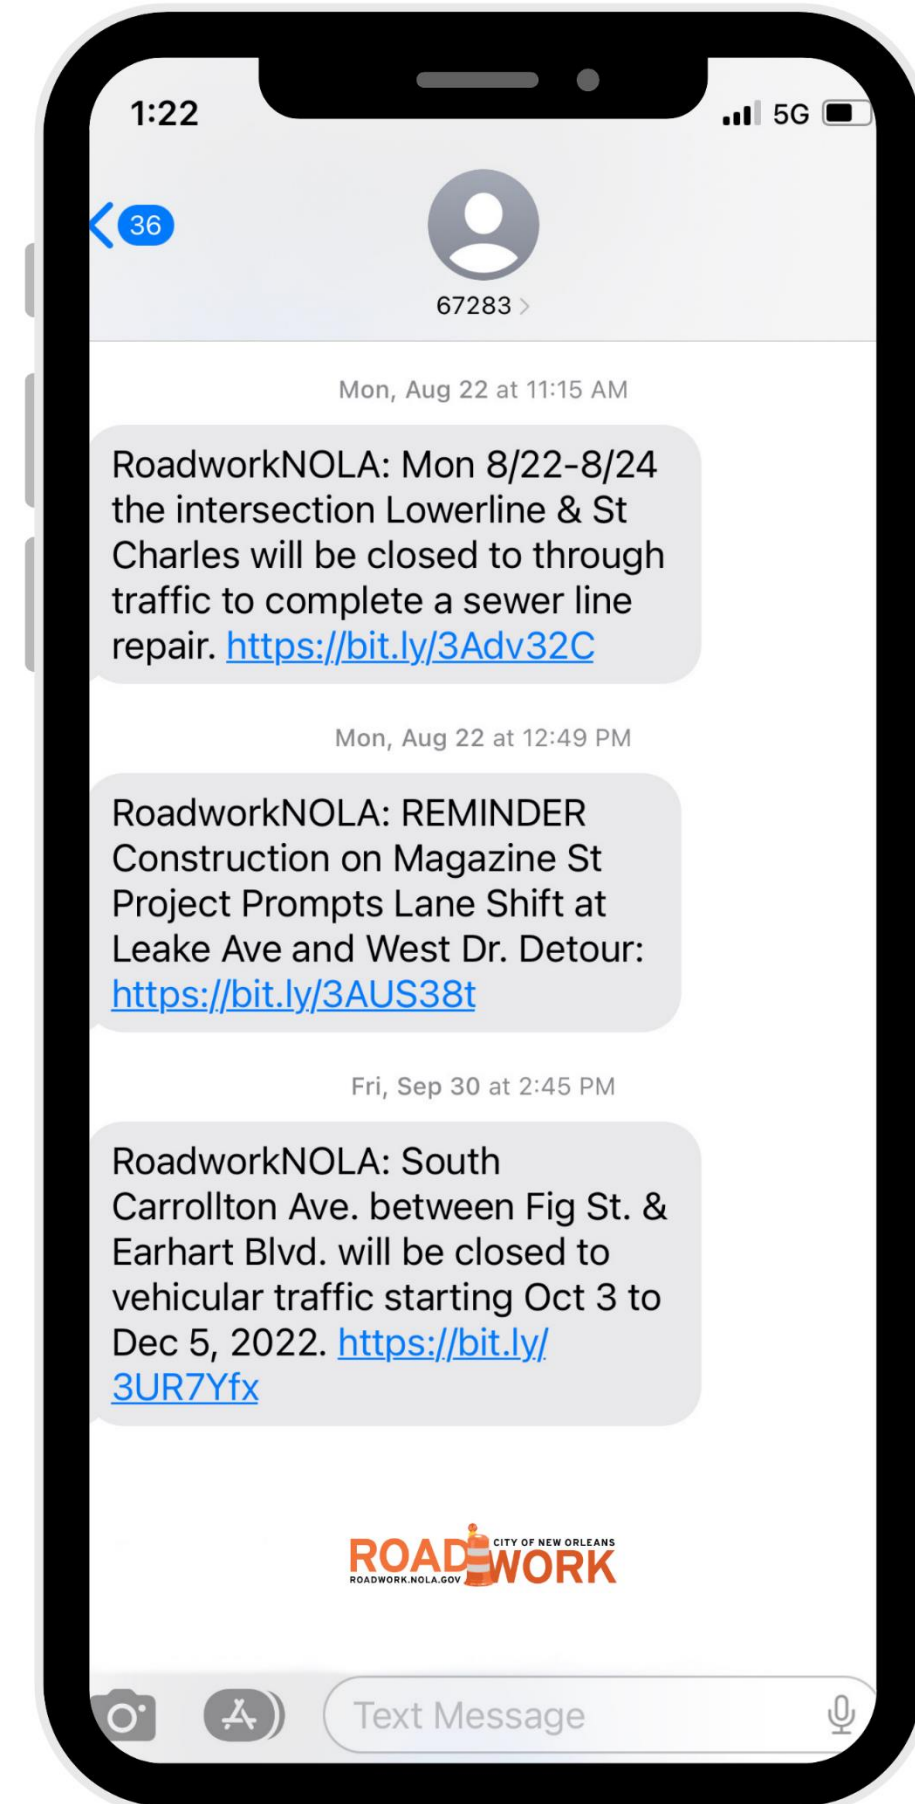 1:22
5G
36
67283
Mon, Aug 22 at 11:15 AM
RoadworkNOLA: Mon 8/22-8/24
the intersection Lowerline & St
Charles will be closed to through
traffic to complete a sewer line
repair. https://bit.ly/3Adv32C
Mon, Aug 22 at 12:49 PM
RoadworkNOLA: REMINDER
Construction on Magazine St
Project Prompts Lane Shift at
Leake Ave and West Dr. Detour:
https://bit.ly/3AUS38t
Fri, Sep 30 at 2:45 PM
RoadworkNOLA: South
Carrollton Ave. between Fig St. &
Earhart Blvd. will be closed to
vehicular traffic starting Oct 3 to
Dec 5, 2022. https://bit.ly/
3UR7Yfx
CITY OF NEW ORLEANS
ROADWORK
ROADWORK.NOLA.GOV
Text Message